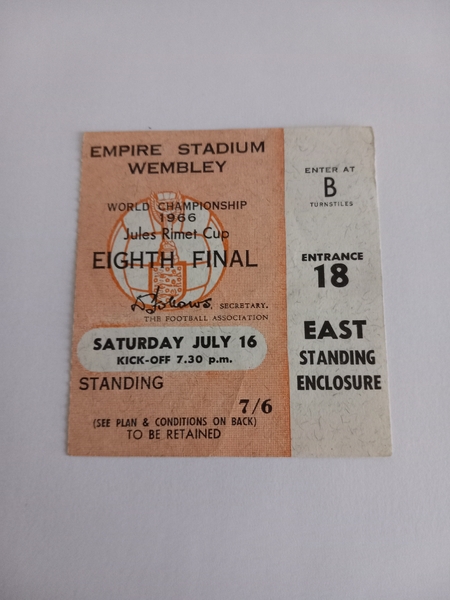 EMPIRE STADIUM
WEMBLEY
WORLD CHAMPIONSHIP
1966
Jules Rimet Cup
EIGHTH FINAL
SECRETARY.
THE FOOTBALL ASSOCIATION
SATURDAY JULY 16
KICK-OFF 7.30 p.m.
STANDING
7/6
(SEE PLAN & CONDITIONS ON BACK)
TO BE RETAINED
ENTER AT
B
TURNSTILES
ENTRANCE
18
EAST
STANDING
ENCLOSURE